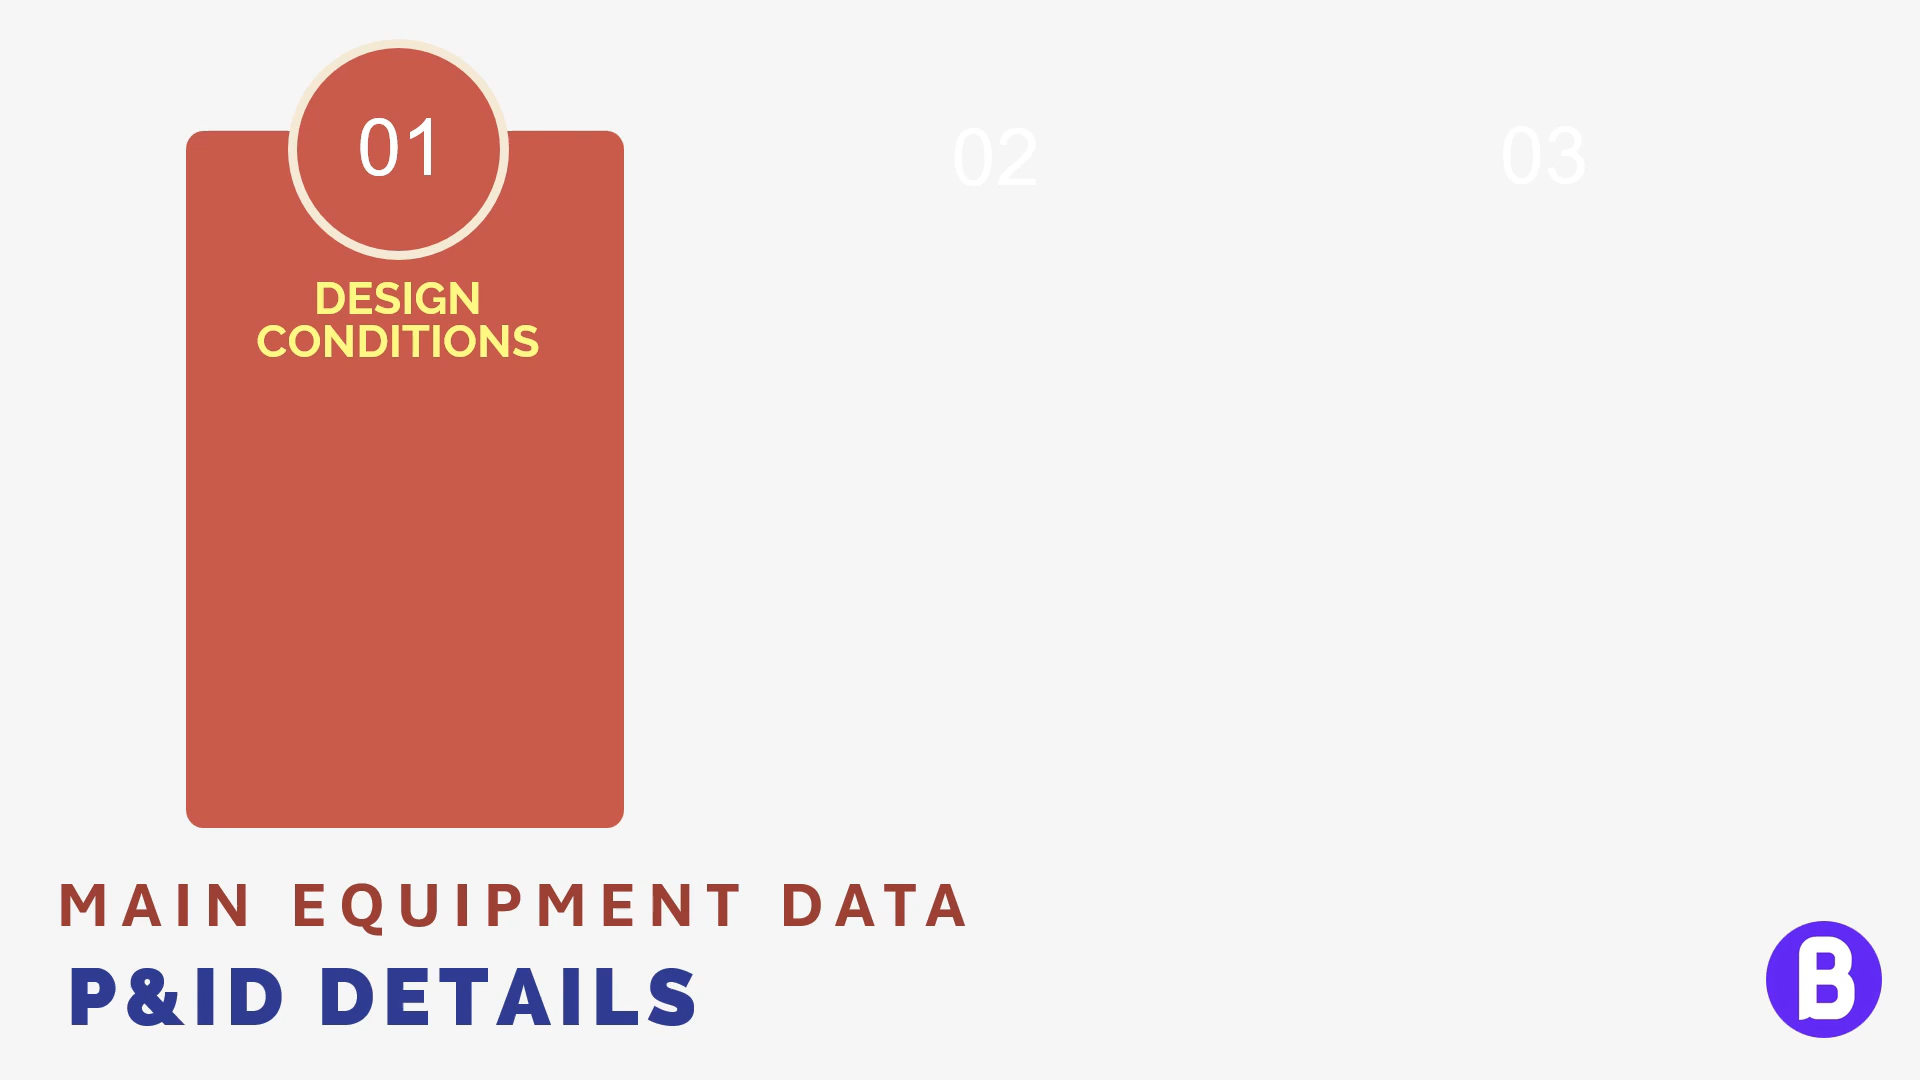 01
02
03
DESIGN
CONDITIONS
MAIN EQUIPMENT DATA
P&ID DETAILS
B